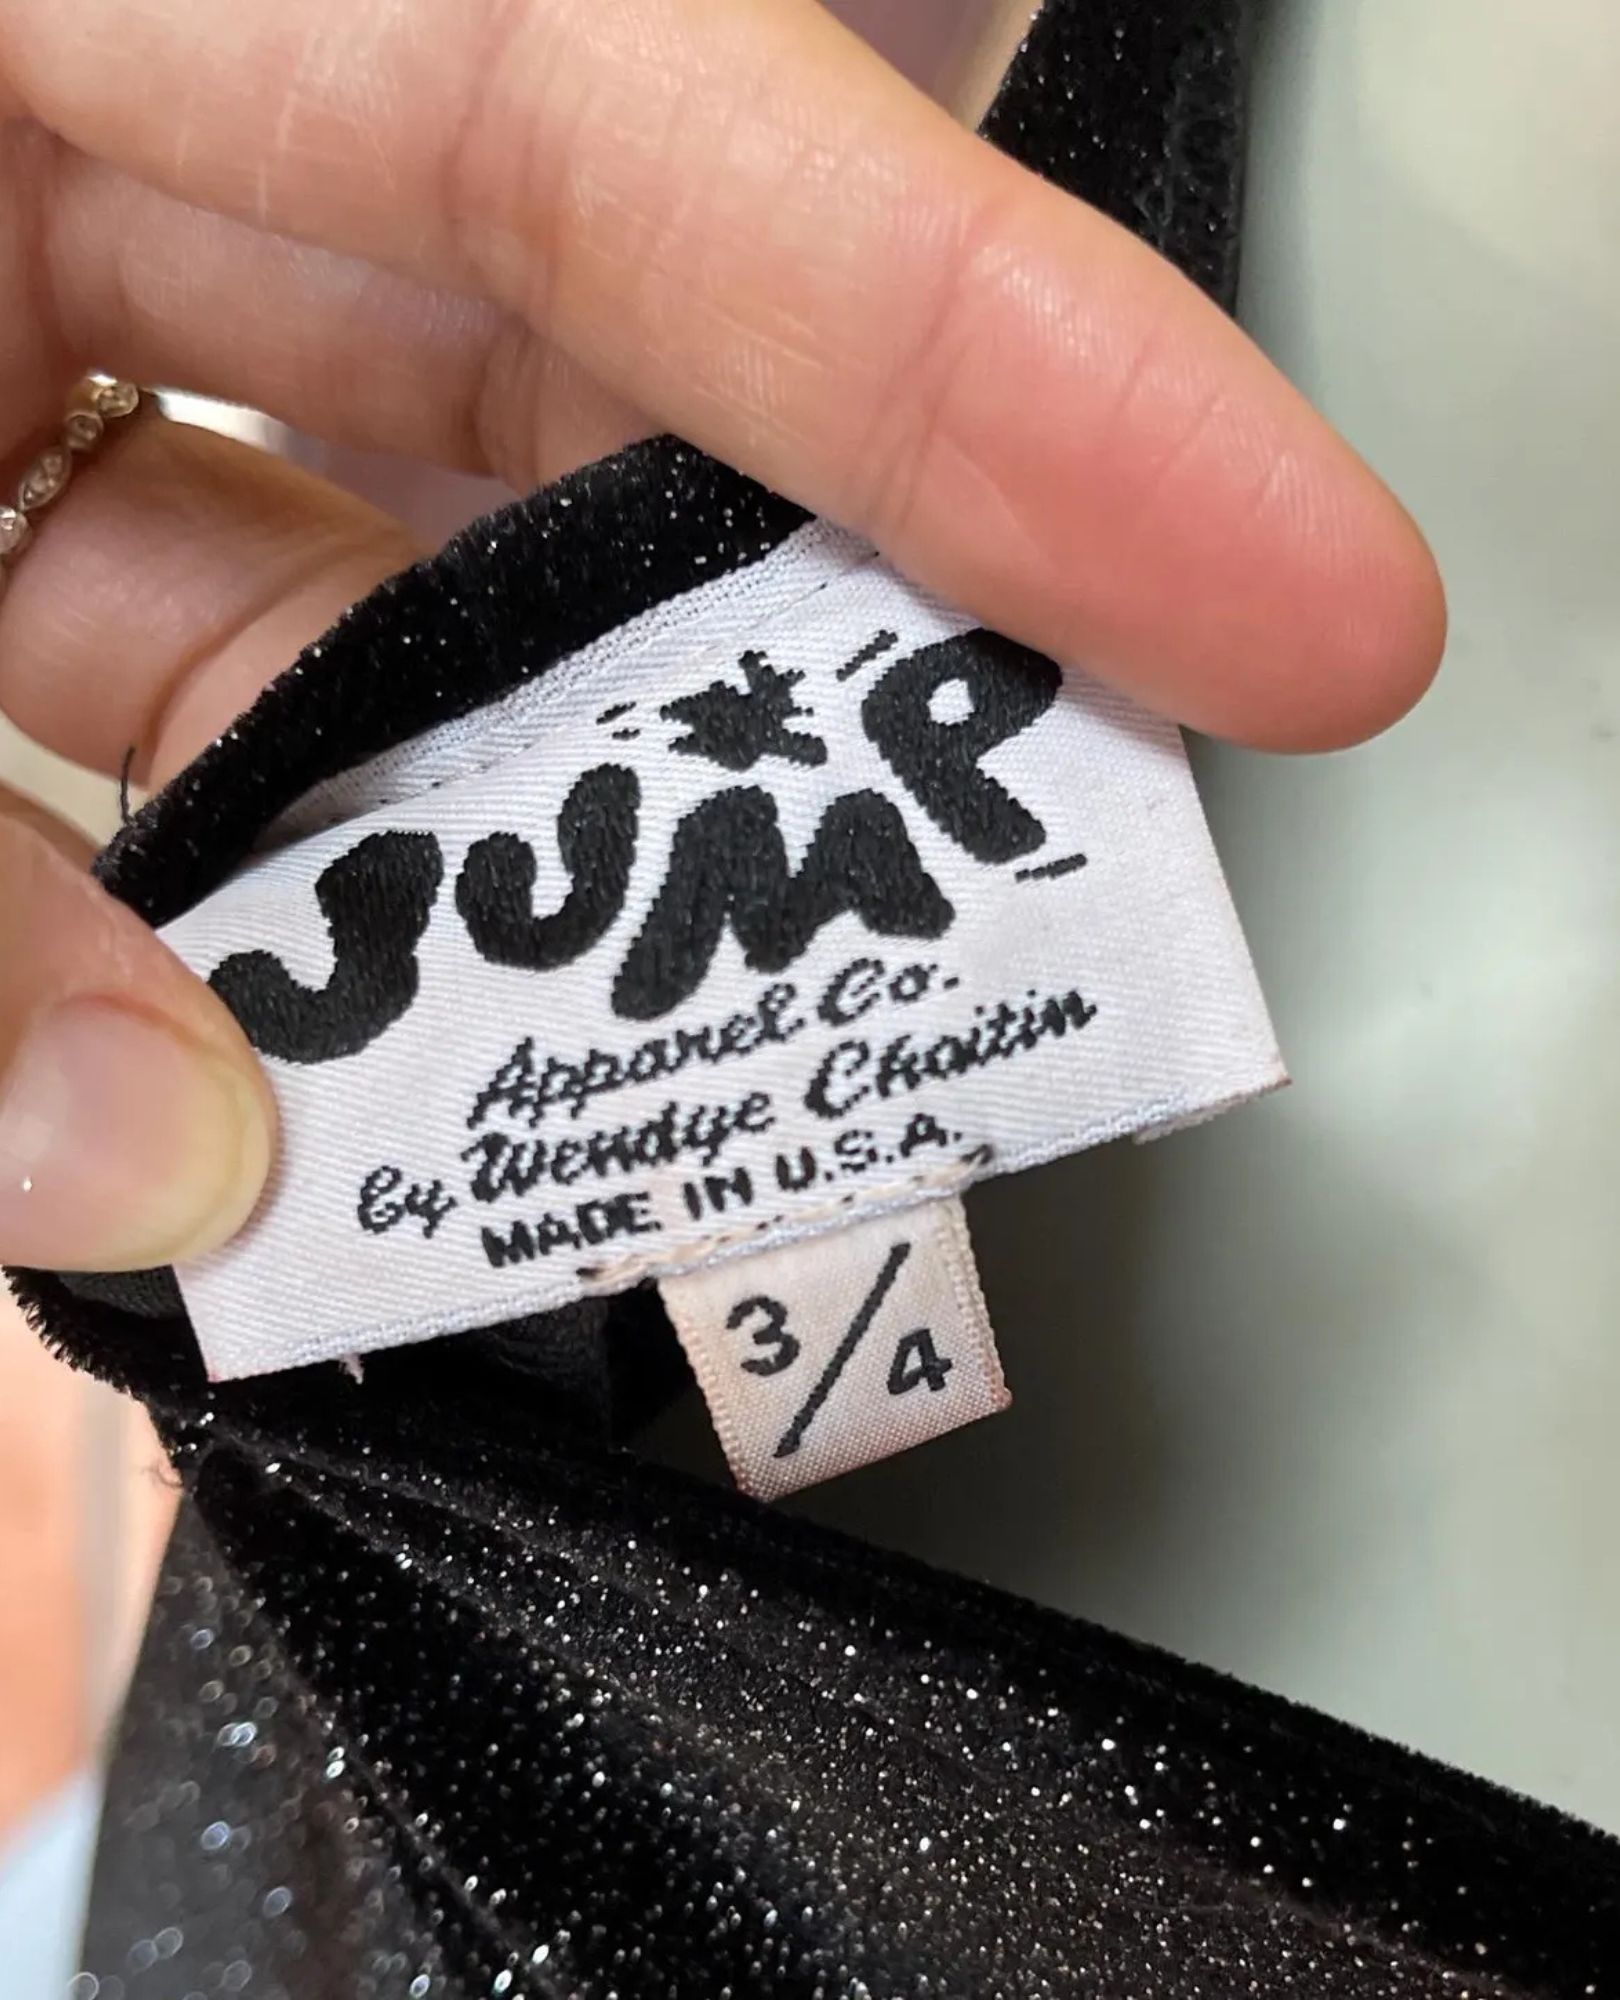 JUMP
Apparel Co.
by Wendye Chaitin
MADE IN U.S.A.
3/4